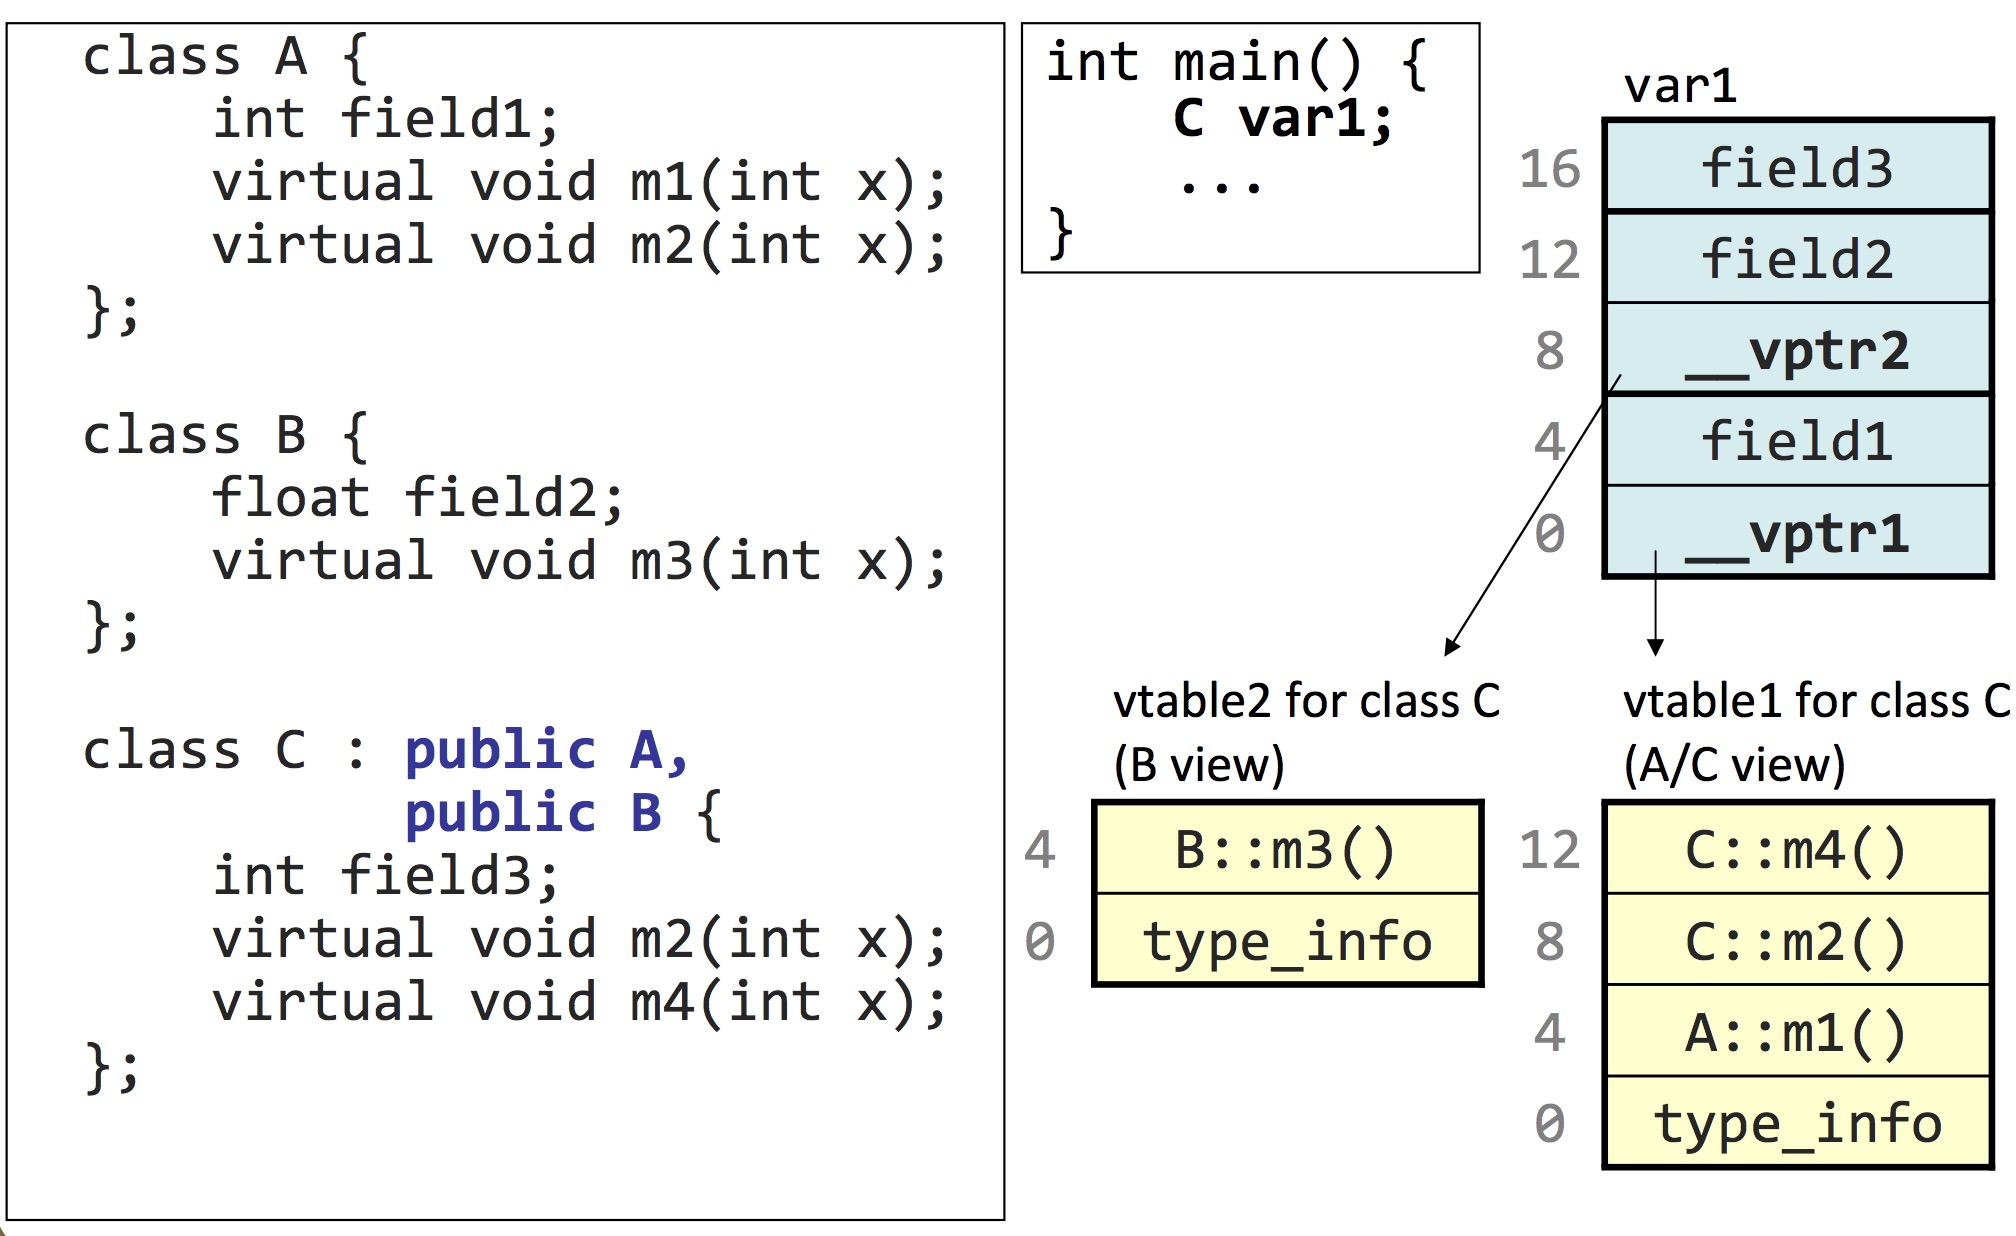 class A {
int field1;
virtual void m1(int x);
virtual void m2(int x);
};
class B {
float field2;
virtual void m3(int x);
};
class C : public A,
public B {
int field3;
virtual void m2(int x);
virtual void m4(int x);
};
int main() {
C var1;
...
}
var1
16 field3
12 field2
8 __vptr2
4 field1
0 __vptr1
vtable2 for class C
(B view)
4 B::m3()
0 type_info
vtable1 for class C
(A/C view)
12 C::m4()
8 C::m2()
4 A::m1()
0 type_info